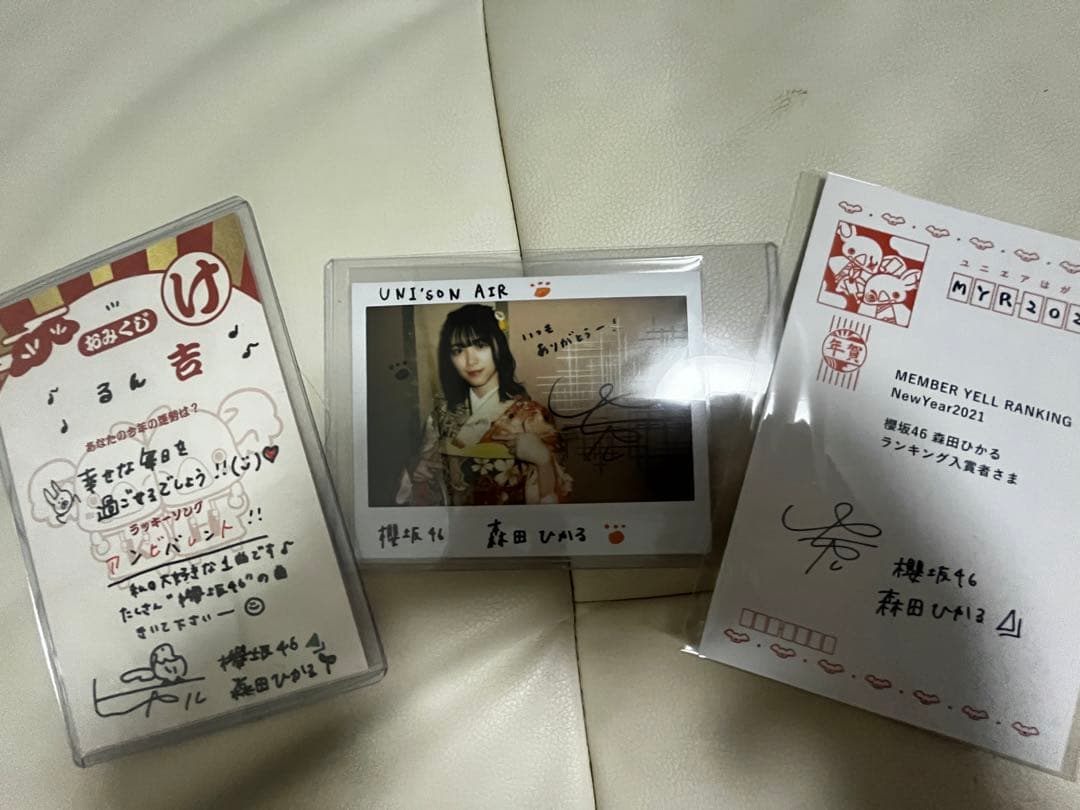 け
おみくじ
るん吉
あなたの今年の運勢は?
幸せな毎日を
過ごせるでしょう!!
ラッキーソング
アンビバレント!!
私の大好きな1曲です♪
たくさん"欅坂46"の曲
きいて下さいー
欅坂46
森田ひかる
UNI'SON AIR
いつも
ありがとうー!
櫻坂46 森田ひかる
ユニエアはが
MYR-202
年賀
MEMBER YELL RANKING
NewYear2021
櫻坂46 森田ひかる
ランキング入賞者さま
櫻坂46
森田ひかる